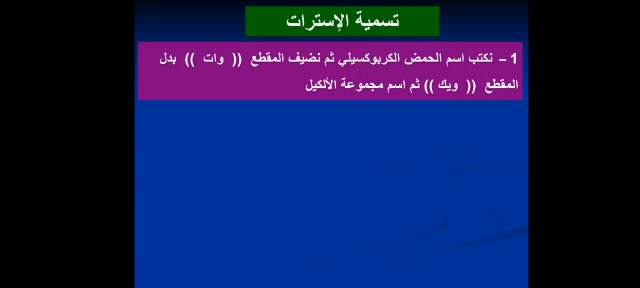 تسمية الإسترات
1 – نكتب اسم الحمض الكربوكسيلي ثم نضيف المقطع (( وات )) بدل
المقطع (( ويك )) ثم اسم مجموعة الألكيل